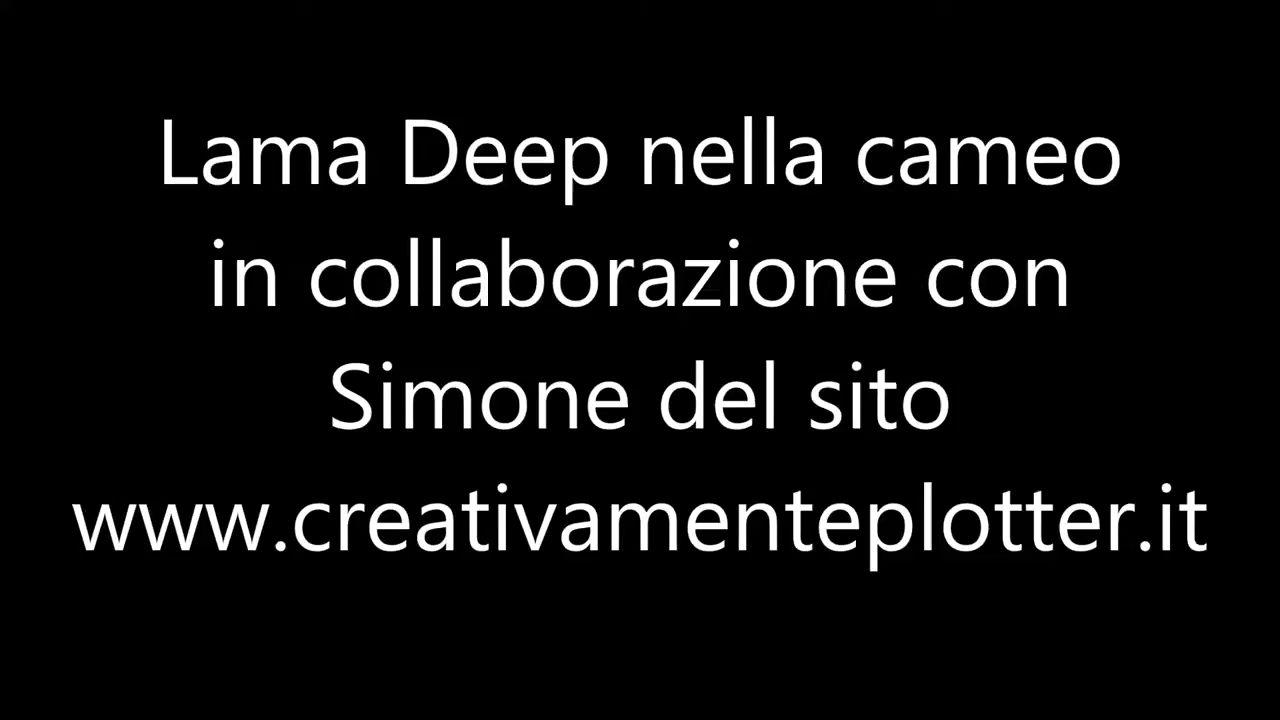 Lama Deep nella cameo
in collaborazione con
Simone del sito
www.creativamenteplotter.it